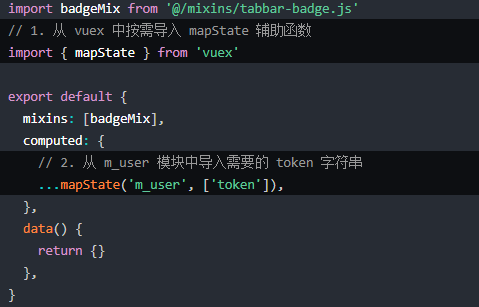 import badgeMix from '@/mixins/tabbar-badge.js'
// 1. 从 vuex 中按需导入 mapState 辅助函数
import { mapState } from 'vuex'
export default {
mixins: [badgeMix],
computed: {
// 2. 从 m_user 模块中导入需要的 token 字符串
...mapState('m_user', ['token']),
},
data() {
return {}
},
}